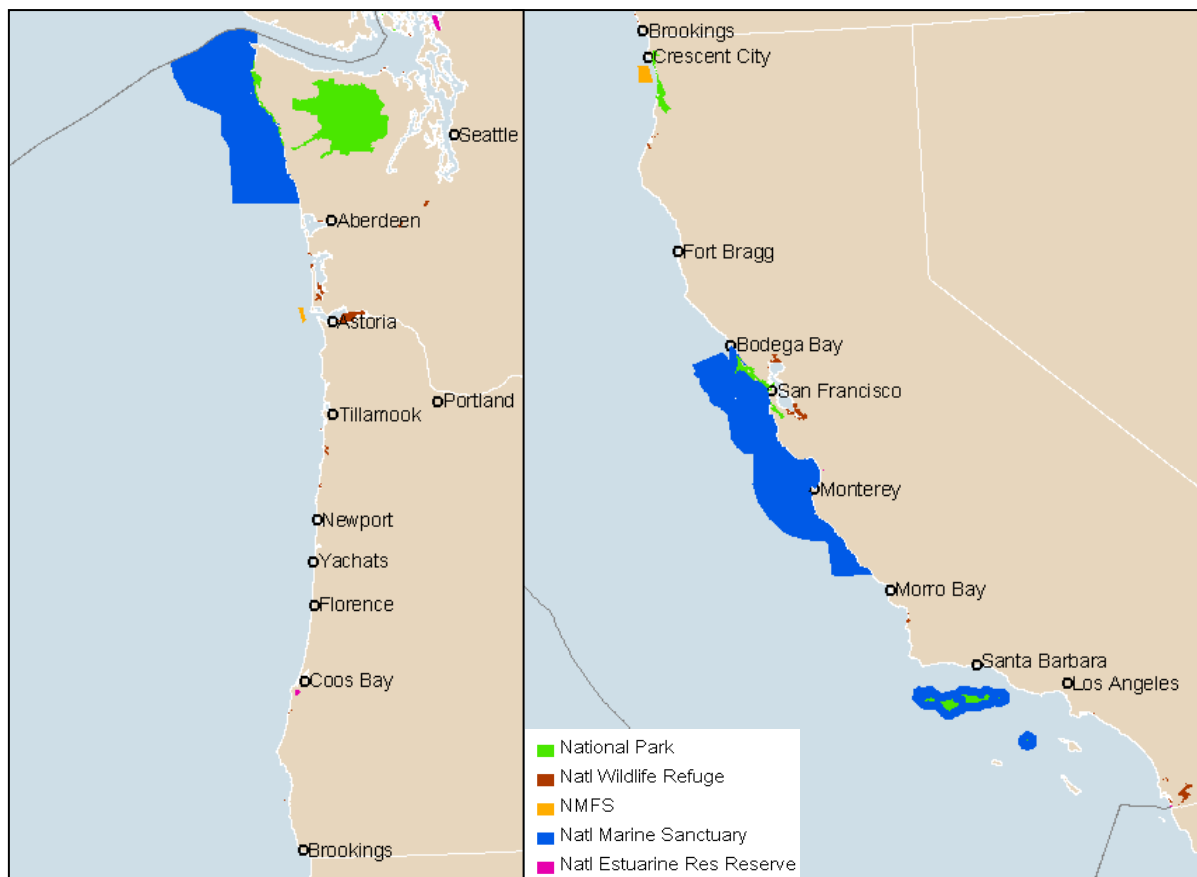 Seattle
Aberdeen
Astoria
Portland
Tillamook
Newport
Yachats
Florence
Coos Bay
Brookings
Brookings
Crescent City
Fort Bragg
Bodega Bay
San Francisco
Monterey
Morro Bay
Santa Barbara
Los Angeles
National Park
Natl Wildlife Refuge
NMFS
Natl Marine Sanctuary
Natl Estuarine Res Reserve